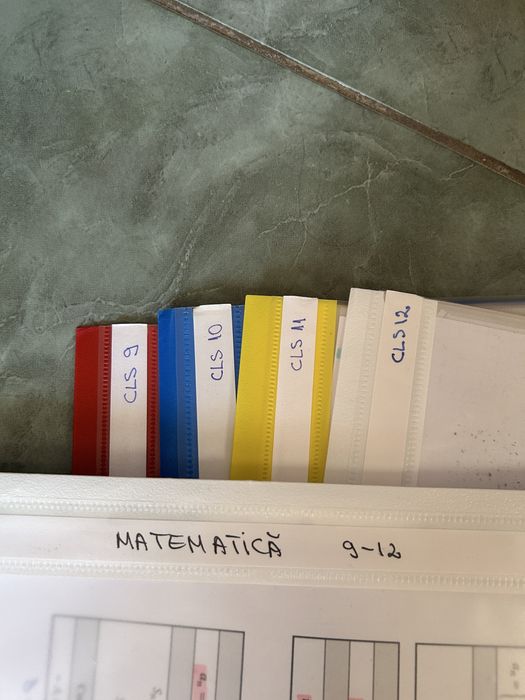 CLS 9
CLS 10
CLS 11
CLS 12
MATEMATICĂ 9-12